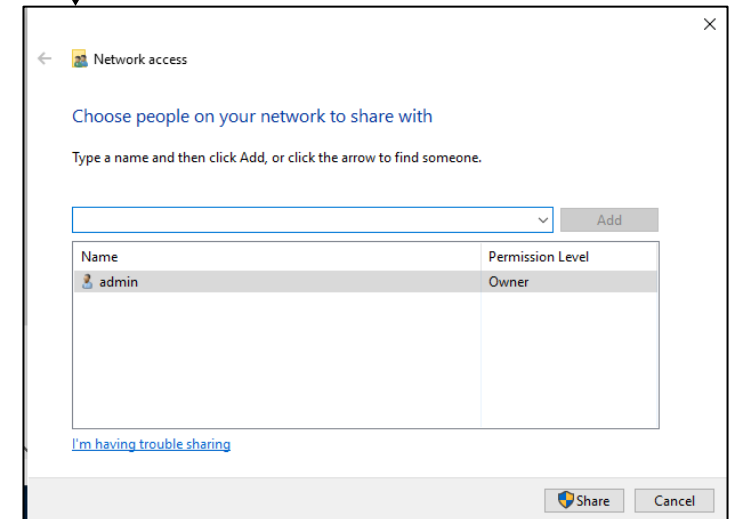 Network access
Choose people on your network to share with
Type a name and then click Add, or click the arrow to find someone.
Add
Name Permission Level
admin Owner
I'm having trouble sharing
Share Cancel